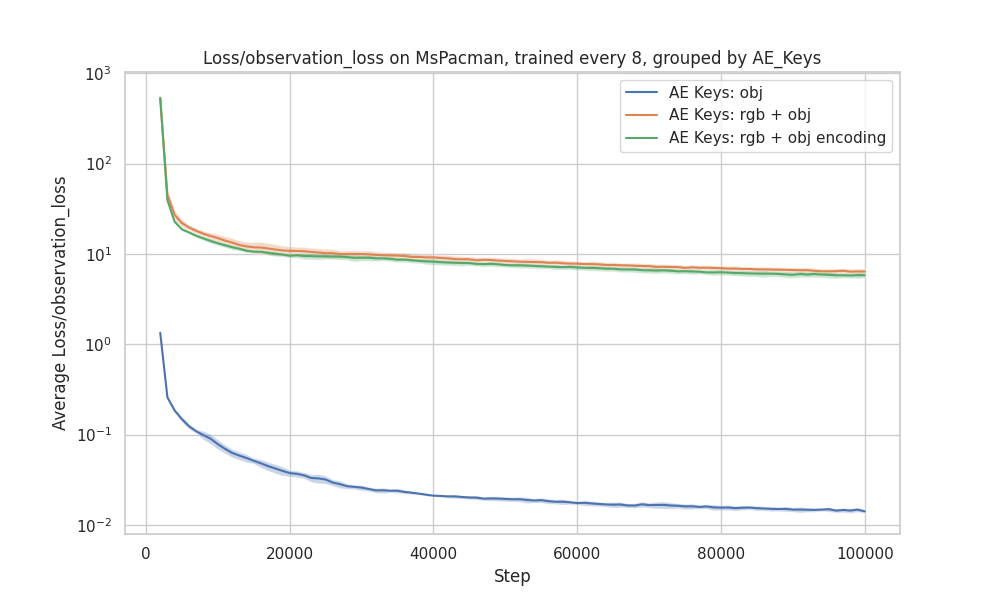 Loss/observation_loss on MsPacman, trained every 8, grouped by AE_Keys
AE Keys: obj
AE Keys: rgb + obj
AE Keys: rgb + obj encoding
Average Loss/observation_loss
10³
10²
10¹
10⁰
10⁻¹
10⁻²
0 20000 40000 60000 80000 100000
Step